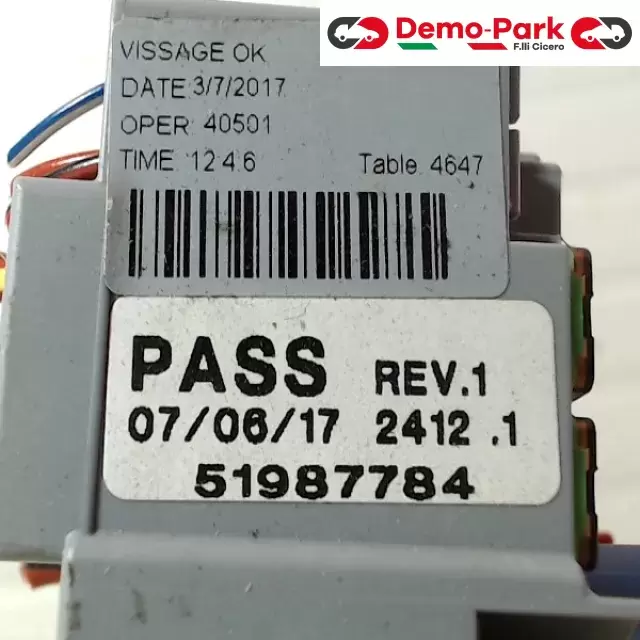 Demo-Park
F.lli Cicero
VISSAGE OK
DATE 3/7/2017
OPER: 40501
TIME: 12:4:6 Table: 4647
PASS REV.1
07/06/17 2412 .1
51987784